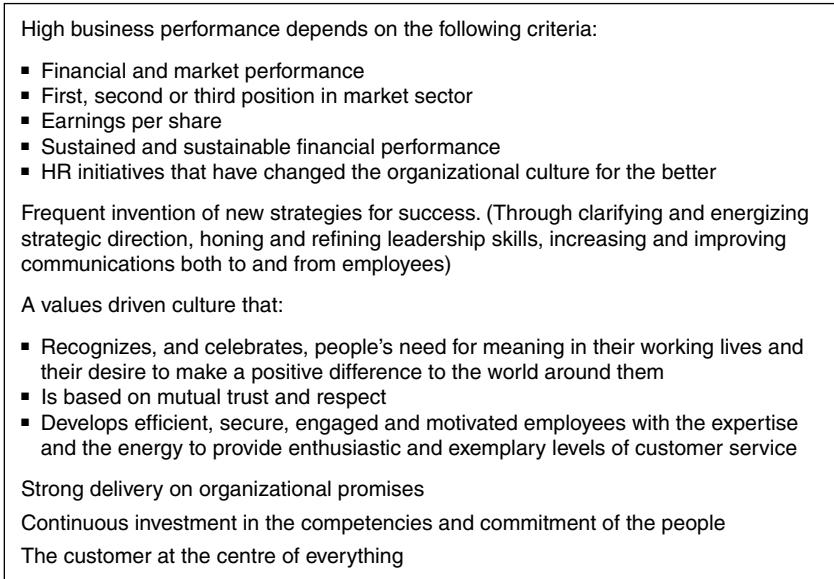 High business performance depends on the following criteria:
▪ Financial and market performance
▪ First, second or third position in market sector
▪ Earnings per share
▪ Sustained and sustainable financial performance
▪ HR initiatives that have changed the organizational culture for the better
Frequent invention of new strategies for success. (Through clarifying and energizing
strategic direction, honing and refining leadership skills, increasing and improving
communications both to and from employees)
A values driven culture that:
▪ Recognizes, and celebrates, people’s need for meaning in their working lives and
their desire to make a positive difference to the world around them
▪ Is based on mutual trust and respect
▪ Develops efficient, secure, engaged and motivated employees with the expertise
and the energy to provide enthusiastic and exemplary levels of customer service
Strong delivery on organizational promises
Continuous investment in the competencies and commitment of the people
The customer at the centre of everything